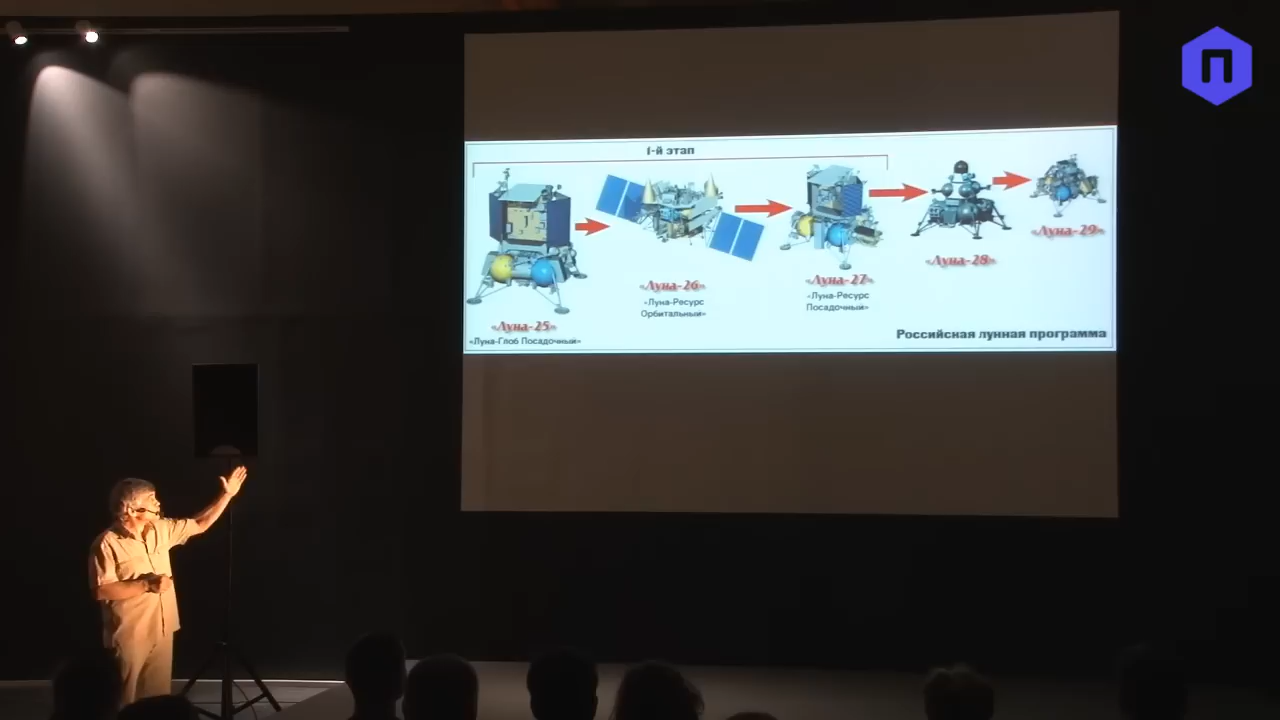 П
1-й этап
«Луна-25»
«Луна-Глоб Посадочный»
«Луна-26»
«Луна-Ресурс
Орбитальный»
«Луна-27»
«Луна-Ресурс
Посадочный»
«Луна-28»
«Луна-29»
Российская лунная программа